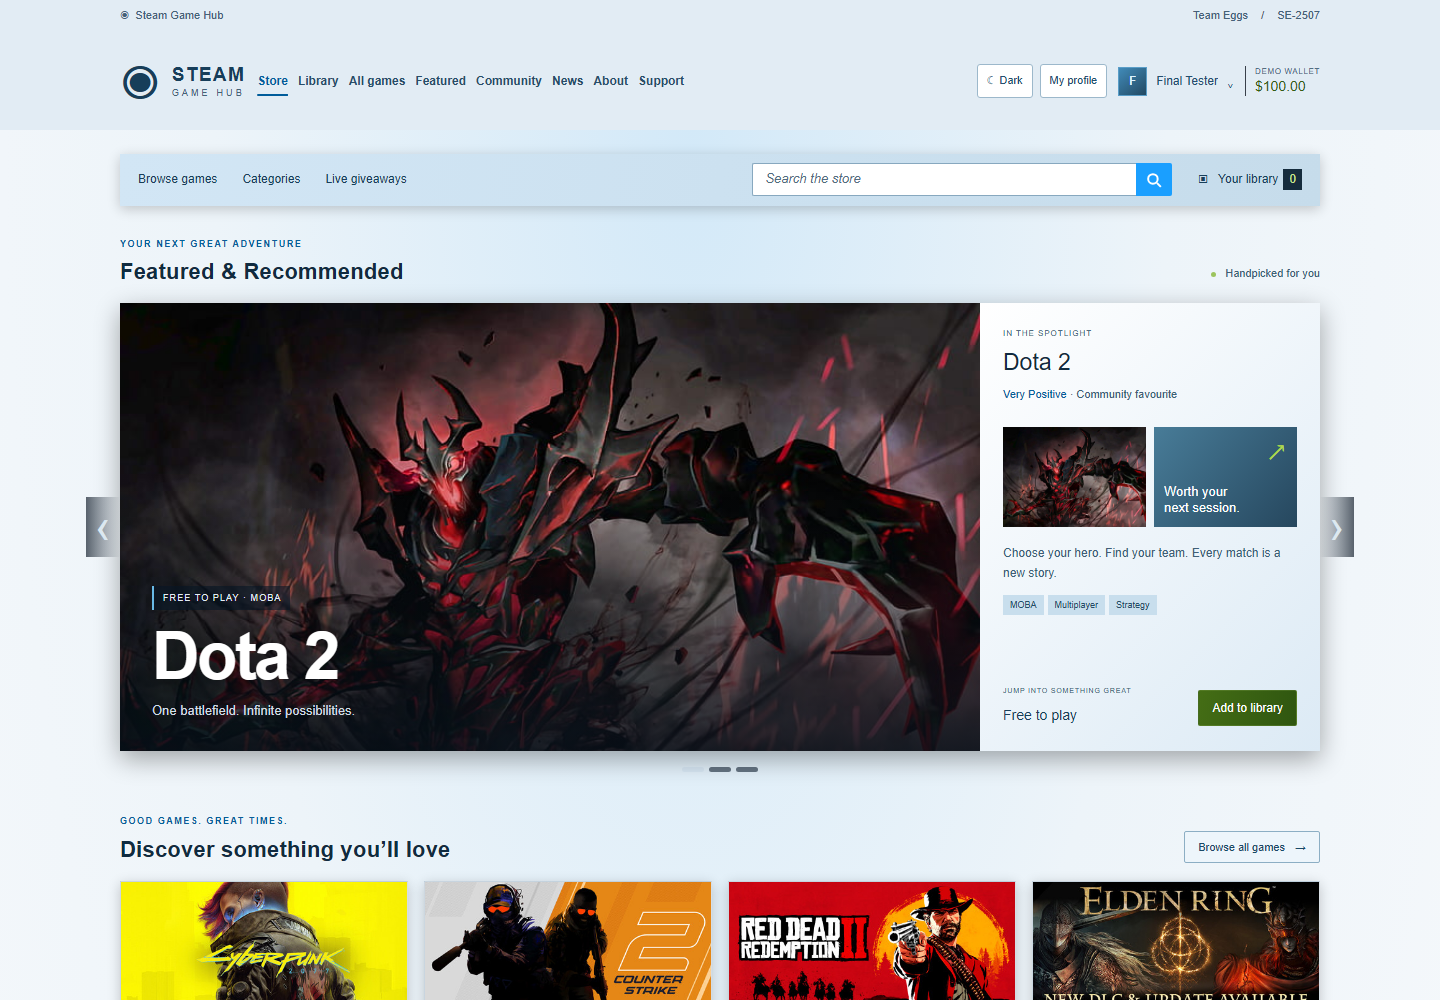 Steam Game Hub
Team Eggs / SE-2507
STEAM
GAME HUB
Store Library All games Featured Community News About Support
Dark
My profile
F
Final Tester
DEMO WALLET
$100.00
Browse games Categories Live giveaways
Search the store
Your library 0
YOUR NEXT GREAT ADVENTURE
Featured & Recommended
Handpicked for you
FREE TO PLAY · MOBA
Dota 2
One battlefield. Infinite possibilities.
IN THE SPOTLIGHT
Dota 2
Very Positive · Community favourite
Worth your
next session.
Choose your hero. Find your team. Every match is a
new story.
MOBA Multiplayer Strategy
JUMP INTO SOMETHING GREAT
Free to play
Add to library
GOOD GAMES. GREAT TIMES.
Discover something you’ll love
Browse all games →
Cyberpunk
2077
2
COUNTER
STRIKE
RED DEAD
REDEMPTION II
ELDEN RING
NEW DLC & UPDATE AVAILABLE